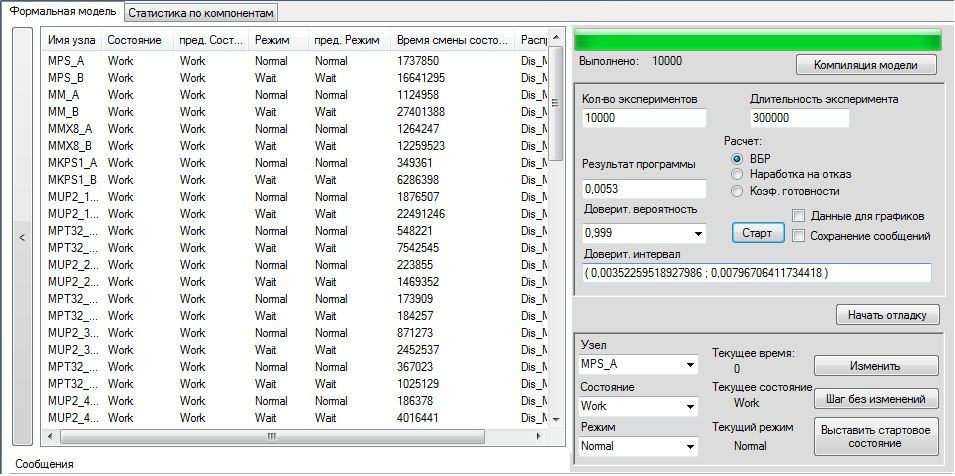 Формальная модель Статистика по компонентам
Имя узла Состояние пред. Сост... Режим пред. Режим Время смены состо... Распр
MPS_A Work Work Normal Normal 1737850 Dis_M
MPS_B Work Work Wait Wait 16641295 Dis_M
MM_A Work Work Normal Normal 1124958 Dis_M
MM_B Work Work Wait Wait 27401388 Dis_M
MMX8_A Work Work Normal Normal 1264247 Dis_M
MMX8_B Work Work Wait Wait 12259523 Dis_M
MKPS1_A Work Work Normal Normal 349361 Dis_M
MKPS1_B Work Work Wait Wait 6286398 Dis_M
MUP2_1... Work Work Normal Normal 1876507 Dis_M
MUP2_1... Work Work Wait Wait 22491246 Dis_M
MPT32_... Work Work Normal Normal 548221 Dis_M
MPT32_... Work Work Wait Wait 7542545 Dis_M
MUP2_2... Work Work Normal Normal 223855 Dis_M
MUP2_2... Work Work Wait Wait 1469352 Dis_M
MPT32_... Work Work Normal Normal 173909 Dis_M
MPT32_... Work Work Wait Wait 184257 Dis_M
MUP2_3... Work Work Normal Normal 871273 Dis_M
MUP2_3... Work Work Wait Wait 2452537 Dis_M
MPT32_... Work Work Normal Normal 367023 Dis_M
MPT32_... Work Work Wait Wait 1025129 Dis_M
MUP2_4... Work Work Normal Normal 186378 Dis_M
MUP2_4... Work Work Wait Wait 4016441 Dis_M
<
Сообщения
Выполнено: 10000
Компиляция модели
Кол-во экспериментов Длительность эксперимента
10000 300000
Расчет:
ВБР
Наработка на отказ
Коэф. готовности
Результат программы
0,0053
Доверит. вероятность
0,999
Старт
Данные для графиков
Сохранение сообщений
Доверит. интервал
( 0,00352259518927986 ; 0,00796706411734418 )
Начать отладку
Узел Текущее время:
MPS_A 0 Изменить
Состояние Текущее состояние
Work Work Шаг без изменений
Режим Текущий режим
Normal Normal
Выставить стартовое
состояние